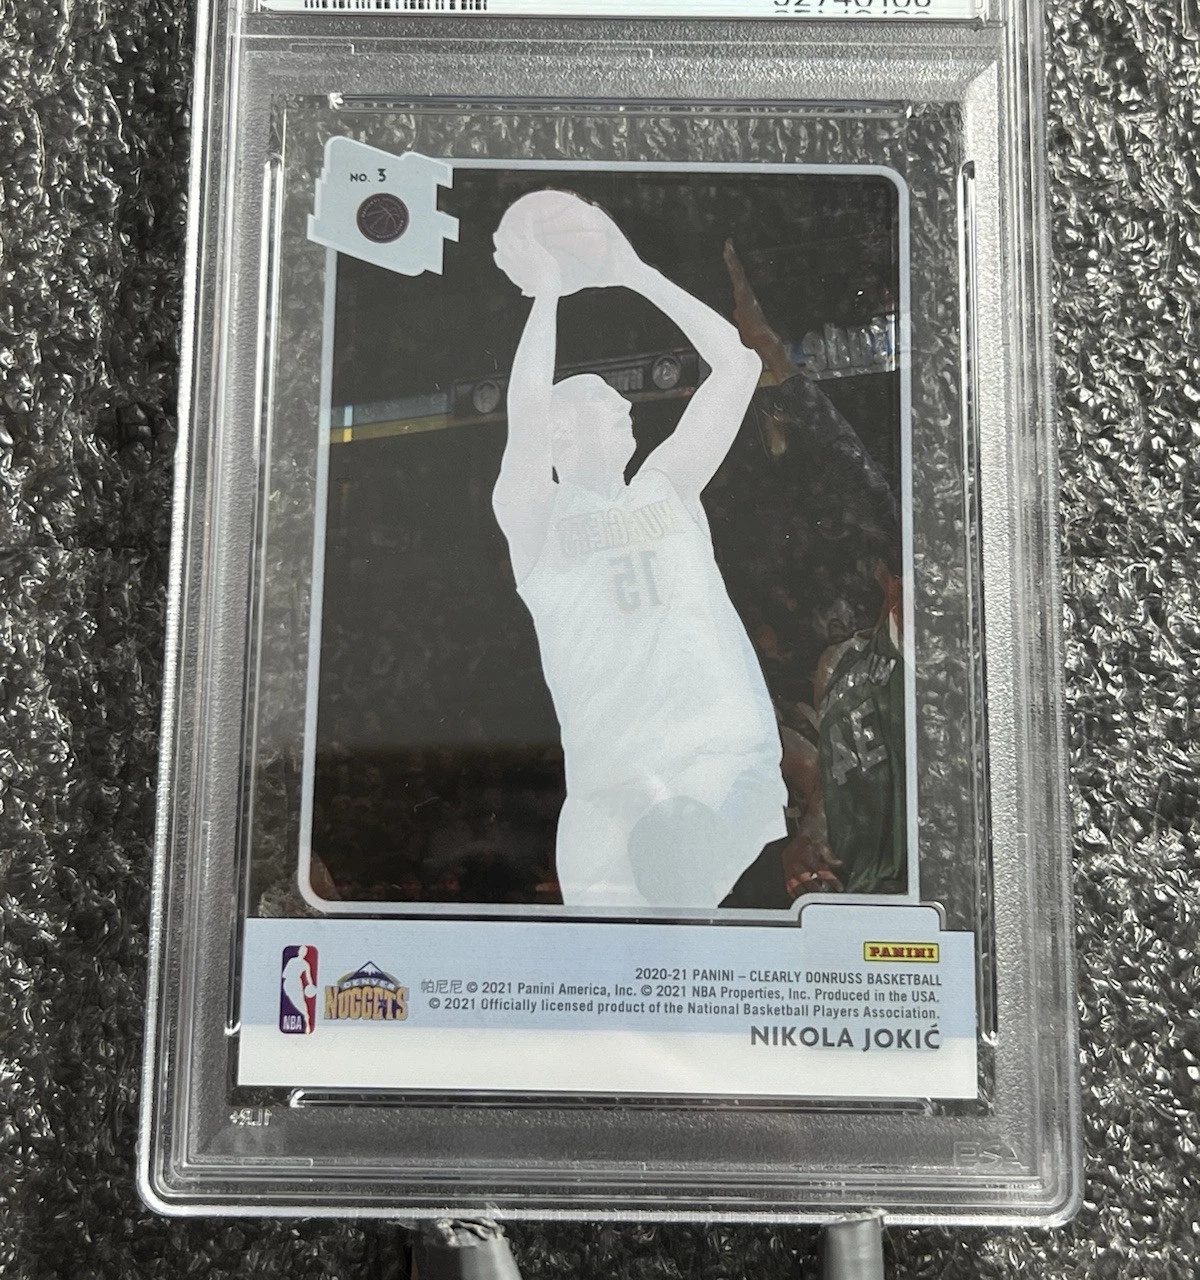 NO. 3
NUGGETS
15
PANINI
2020-21 PANINI – CLEARLY DONRUSS BASKETBALL
帕尼尼 © 2021 Panini America, Inc. © 2021 NBA Properties, Inc. Produced in the USA.
© 2021 Officially licensed product of the National Basketball Players Association.
NIKOLA JOKIĆ
NBA
DENVER
NUGGETS
PSA